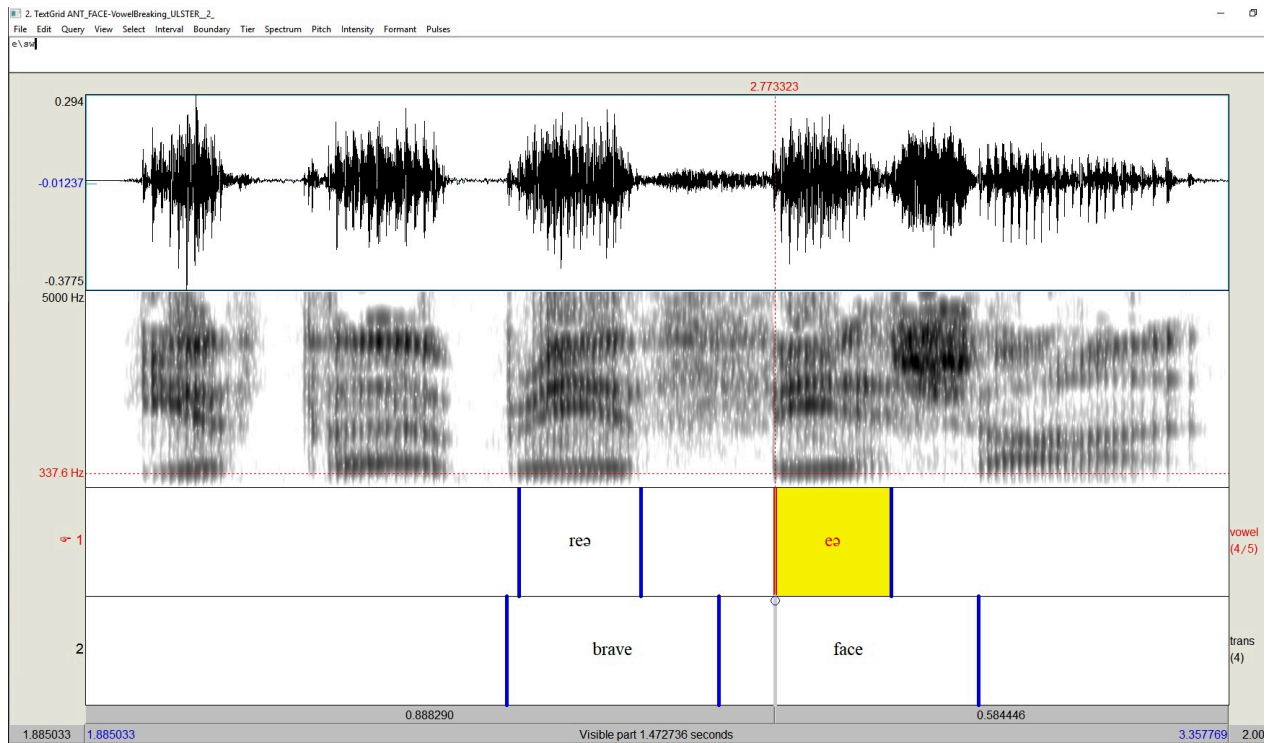 2. TextGrid ANT_FACE-VowelBreaking_ULSTER__2_
File Edit Query View Select Interval Boundary Tier Spectrum Pitch Intensity Formant Pulses
e\sw
2.773323
0.294
-0.01237
-0.3775
5000 Hz
337.6 Hz
☞ 1 reə eə vowel
(4/5)
2 brave face trans
(4)
0.888290 0.584446
1.885033 1.885033 Visible part 1.472736 seconds 3.357769 2.00